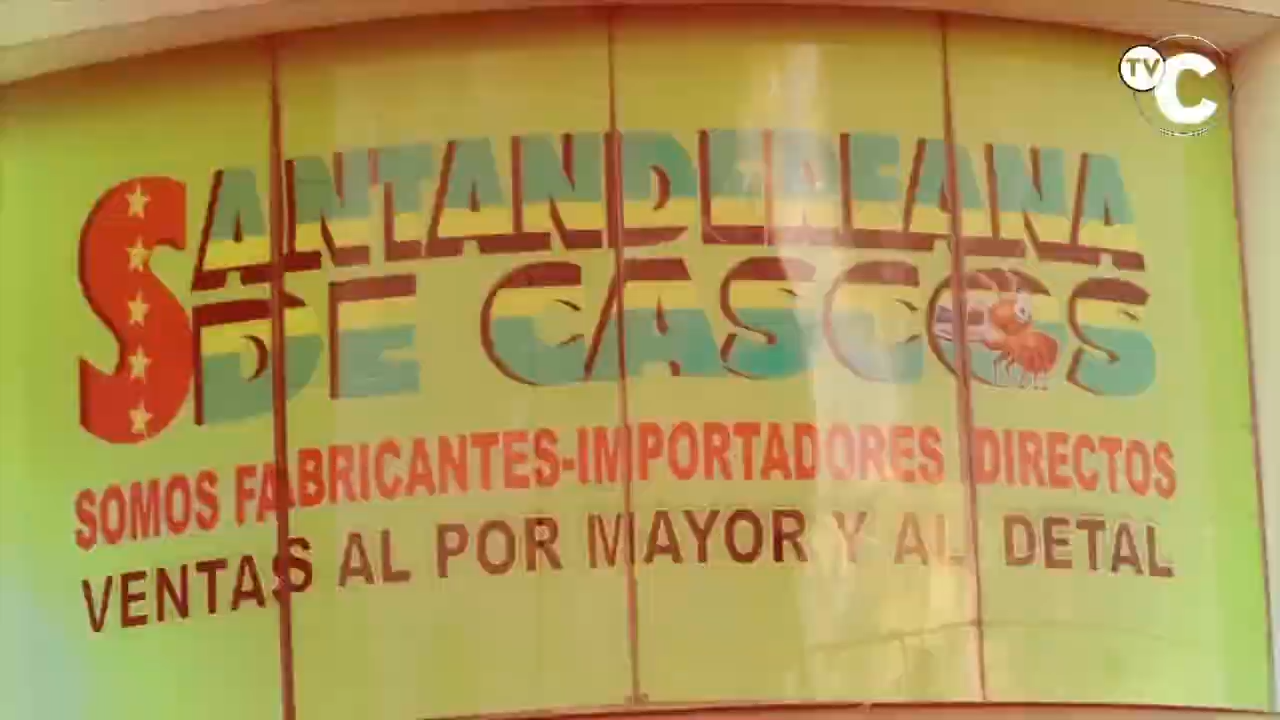 TV C
SANTANDEREANA
DE CASCOS
SOMOS FABRICANTES-IMPORTADORES DIRECTOS
VENTAS AL POR MAYOR Y AL DETAL